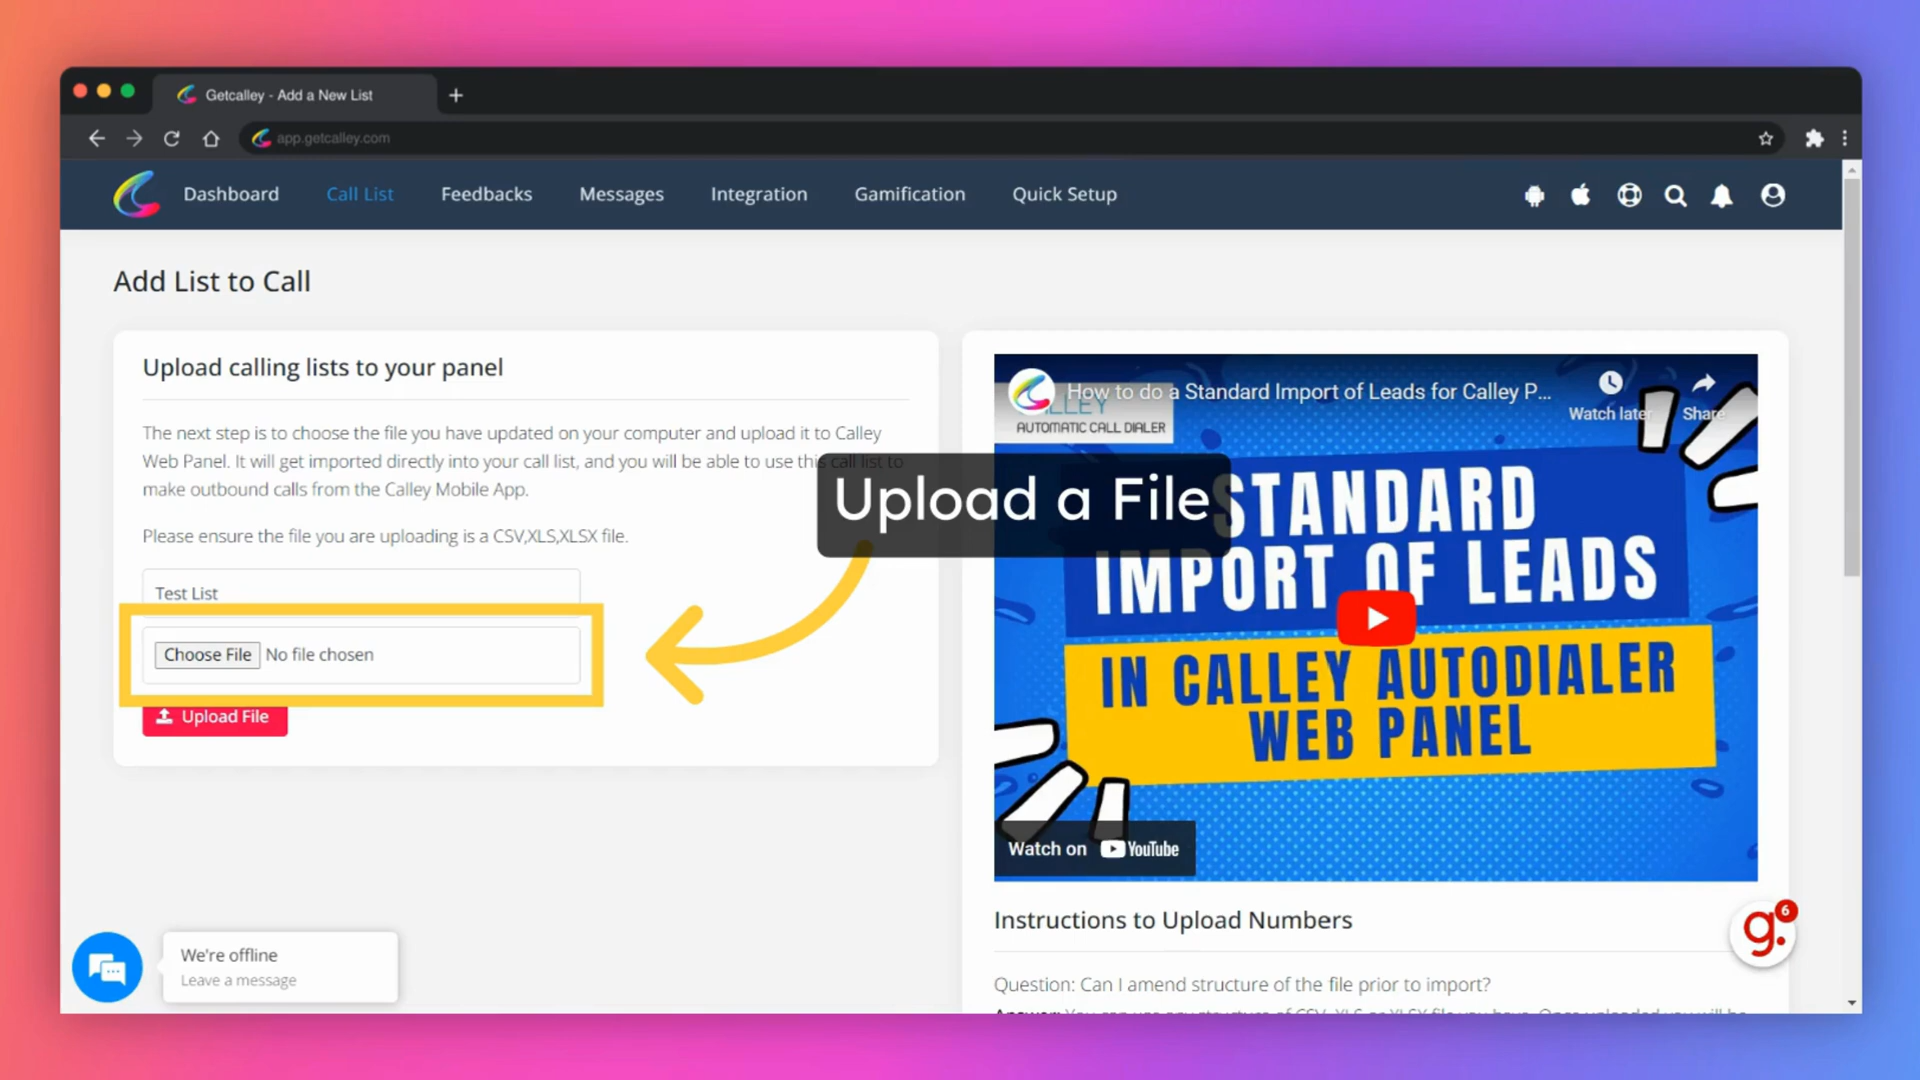 Getcalley - Add a New List
app.getcalley.com
Dashboard
Call List
Feedbacks
Messages
Integration
Gamification
Quick Setup
Add List to Call
Upload calling lists to your panel
The next step is to choose the file you have updated on your computer and upload it to Calley
Web Panel. It will get imported directly into your call list, and you will be able to use this call list to
make outbound calls from the Calley Mobile App.
Please ensure the file you are uploading is a CSV,XLS,XLSX file.
Test List
Choose File No file chosen
Upload File
Upload a File
How to do a Standard Import of Leads for Calley P...
Watch later
Share
AUTOMATIC CALL DIALER
STANDARD
IMPORT OF LEADS
IN CALLEY AUTODIALER
WEB PANEL
Watch on YouTube
Instructions to Upload Numbers
Question: Can I amend structure of the file prior to import?
We're offline
Leave a message
g.
6